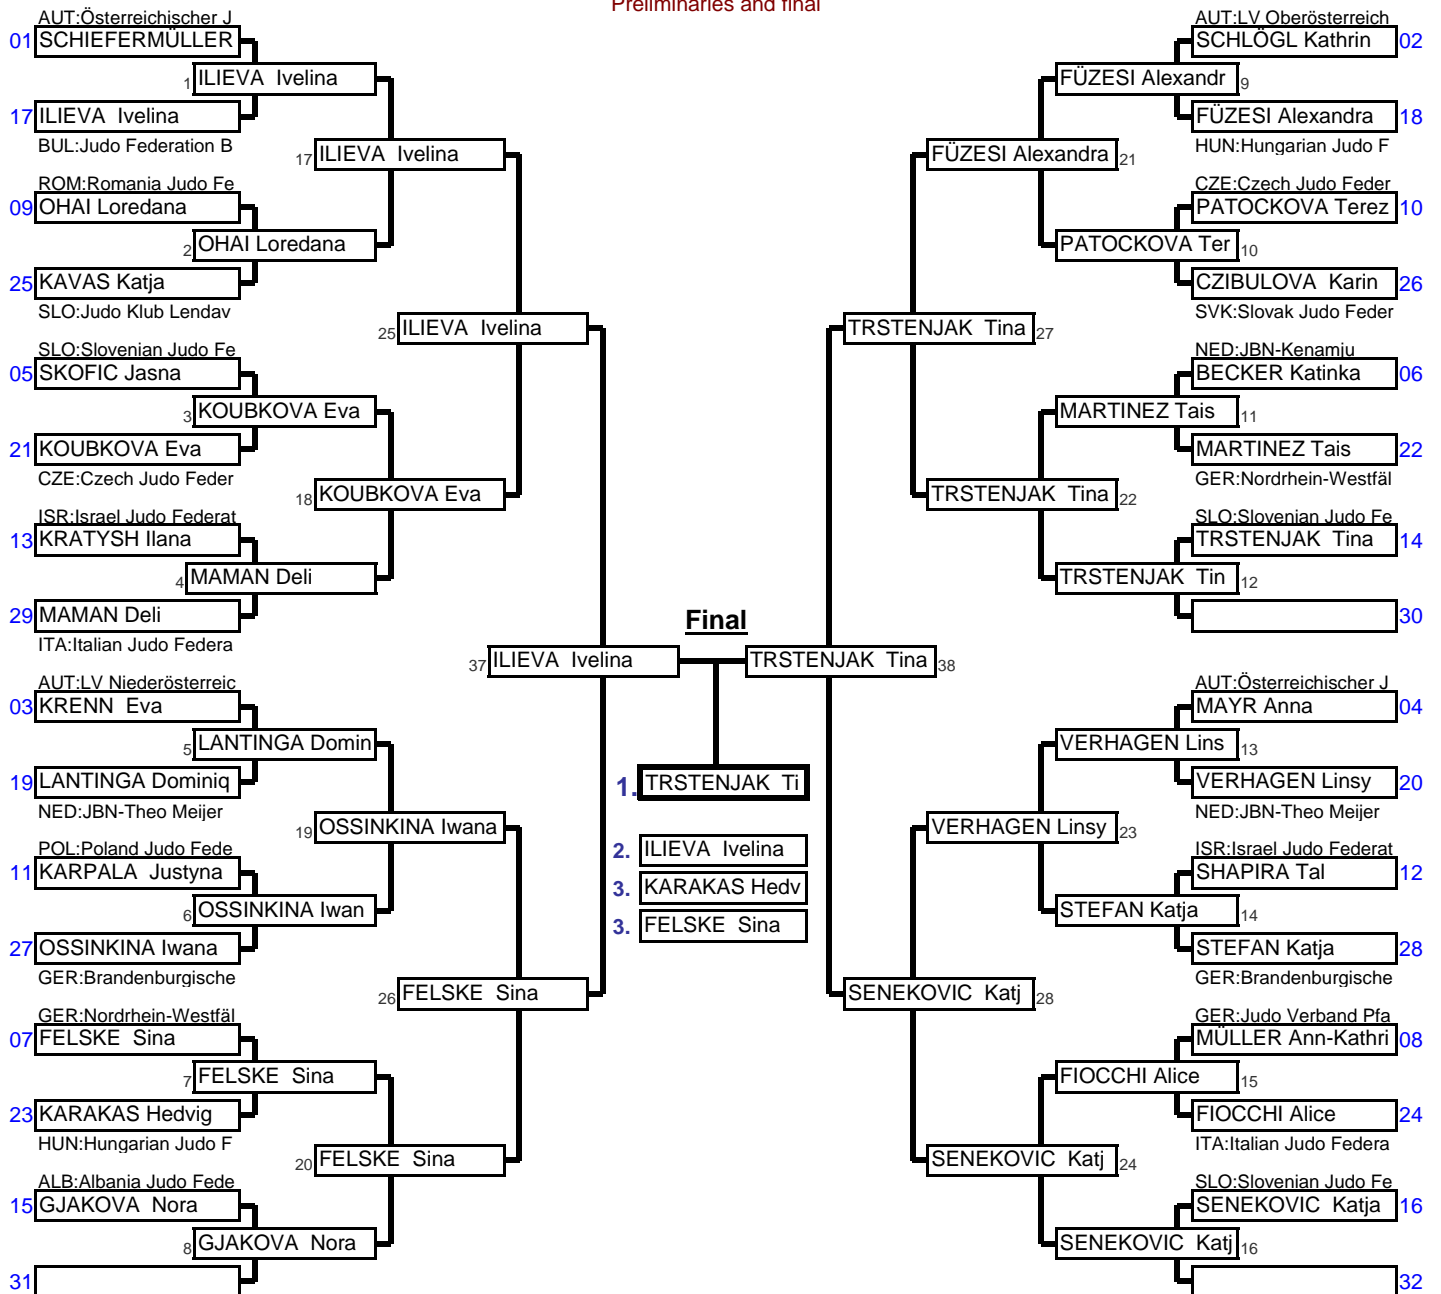 Preliminaries and final
AUT:Österreichischer J
01 SCHIEFERMÜLLER
1 ILIEVA Ivelina
17 ILIEVA Ivelina
BUL:Judo Federation B
17 ILIEVA Ivelina
ROM:Romania Judo Fe
09 OHAI Loredana
2 OHAI Loredana
25 KAVAS Katja
SLO:Judo Klub Lendav
25 ILIEVA Ivelina
SLO:Slovenian Judo Fe
05 SKOFIC Jasna
3 KOUBKOVA Eva
21 KOUBKOVA Eva
CZE:Czech Judo Feder
18 KOUBKOVA Eva
ISR:Israel Judo Federat
13 KRATYSH Ilana
4 MAMAN Deli
29 MAMAN Deli
ITA:Italian Judo Federa
37 ILIEVA Ivelina
AUT:LV Niederösterreic
03 KRENN Eva
5 LANTINGA Domin
19 LANTINGA Dominiq
NED:JBN-Theo Meijer
19 OSSINKINA Iwana
POL:Poland Judo Fede
11 KARPALA Justyna
6 OSSINKINA Iwan
27 OSSINKINA Iwana
GER:Brandenburgische
26 FELSKE Sina
GER:Nordrhein-Westfäl
07 FELSKE Sina
7 FELSKE Sina
23 KARAKAS Hedvig
HUN:Hungarian Judo F
20 FELSKE Sina
ALB:Albania Judo Fede
15 GJAKOVA Nora
8 GJAKOVA Nora
31
Final
1. TRSTENJAK Ti
2. ILIEVA Ivelina
3. KARAKAS Hedv
3. FELSKE Sina
AUT:LV Oberösterreich
SCHLÖGL Kathrin 02
FÜZESI Alexandr 9
FÜZESI Alexandra 18
HUN:Hungarian Judo F
FÜZESI Alexandra 21
CZE:Czech Judo Feder
PATOCKOVA Terez 10
PATOCKOVA Ter 10
CZIBULOVA Karin 26
SVK:Slovak Judo Feder
TRSTENJAK Tina 27
NED:JBN-Kenamju
BECKER Katinka 06
MARTINEZ Tais 11
MARTINEZ Tais 22
GER:Nordrhein-Westfäl
TRSTENJAK Tina 22
SLO:Slovenian Judo Fe
TRSTENJAK Tina 14
TRSTENJAK Tin 12
30
TRSTENJAK Tina 38
AUT:Österreichischer J
MAYR Anna 04
VERHAGEN Lins 13
VERHAGEN Linsy 20
NED:JBN-Theo Meijer
VERHAGEN Linsy 23
ISR:Israel Judo Federat
SHAPIRA Tal 12
STEFAN Katja 14
STEFAN Katja 28
GER:Brandenburgische
SENEKOVIC Katj 28
GER:Judo Verband Pfa
MÜLLER Ann-Kathri 08
FIOCCHI Alice 15
FIOCCHI Alice 24
ITA:Italian Judo Federa
SENEKOVIC Katj 24
SLO:Slovenian Judo Fe
SENEKOVIC Katja 16
SENEKOVIC Katj 16
32